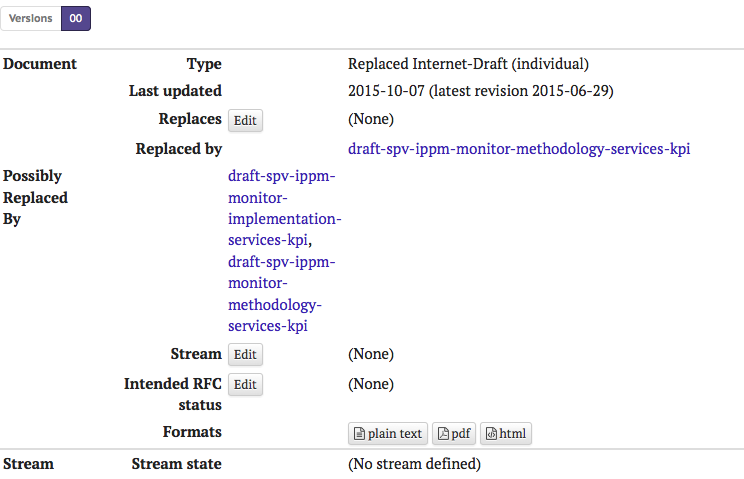 Versions 00
Document Type Replaced Internet-Draft (individual)
Last updated 2015-10-07 (latest revision 2015-06-29)
Replaces Edit (None)
Replaced by draft-spv-ippm-monitor-methodology-services-kpi
Possibly draft-spv-ippm-
Replaced monitor-
By implementation-
services-kpi,
draft-spv-ippm-
monitor-
methodology-
services-kpi
Stream Edit (None)
Intended RFC Edit (None)
status
Formats plain text pdf html
Stream Stream state (No stream defined)